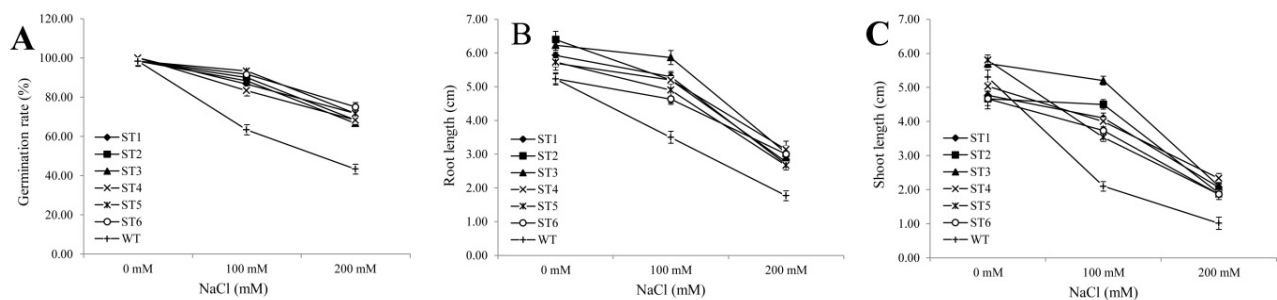 A
Germination rate (%)
120.00
100.00
80.00
60.00
40.00
20.00
0.00
ST1
ST2
ST3
ST4
ST5
ST6
WT
0 mM 100 mM 200 mM
NaCl (mM)
B
Root length (cm)
7.00
6.00
5.00
4.00
3.00
2.00
1.00
0.00
ST1
ST2
ST3
ST4
ST5
ST6
WT
0 mM 100 mM 200 mM
NaCl (mM)
C
Shoot length (cm)
7.00
6.00
5.00
4.00
3.00
2.00
1.00
0.00
ST1
ST2
ST3
ST4
ST5
ST6
WT
0 mM 100 mM 200 mM
NaCl (mM)